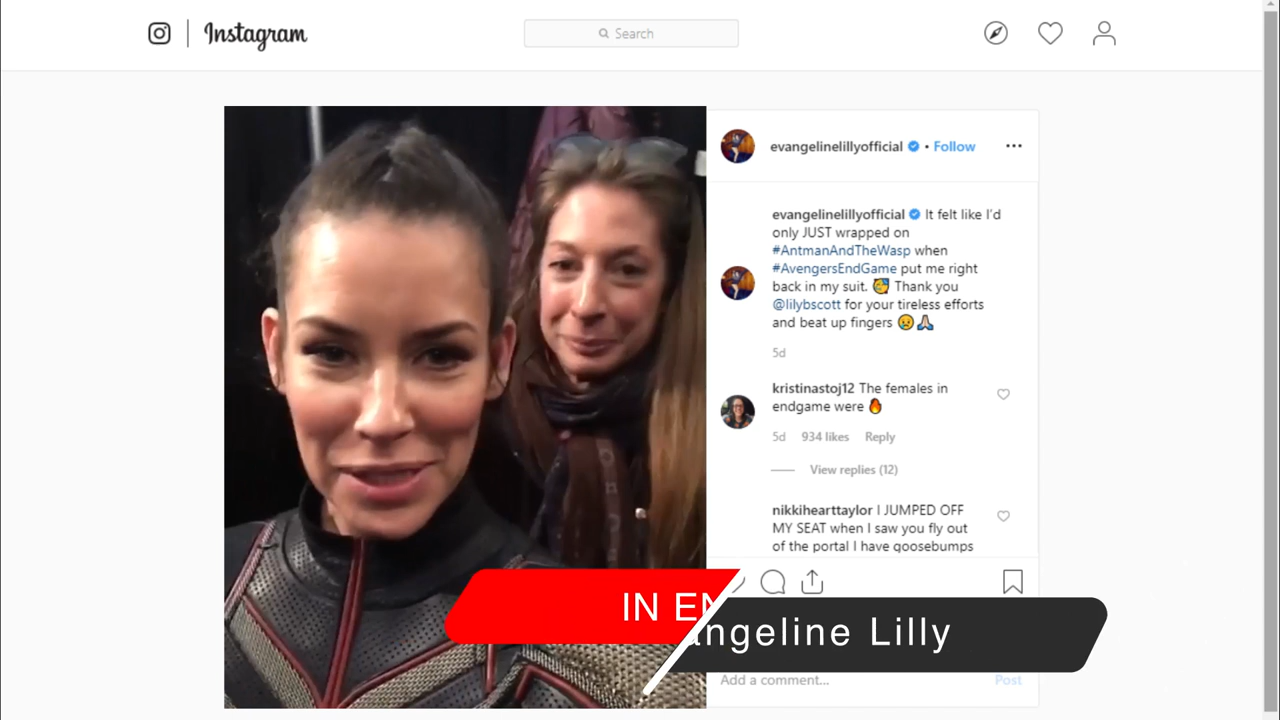 Instagram
Search
evangelinelillyofficial • Follow
evangelinelillyofficial It felt like I'd
only JUST wrapped on
#AntmanAndTheWasp when
#AvengersEndGame put me right
back in my suit. 🥳 Thank you
@lilybscott for your tireless efforts
and beat up fingers 😢🙏🏻
5d
kristinastoj12 The females in
endgame were 🔥
5d 934 likes Reply
View replies (12)
nikkihearttaylor I JUMPED OFF
MY SEAT when I saw you fly out
of the portal I have goosebumps
IN EN
ngeline Lilly
Add a comment...
Post